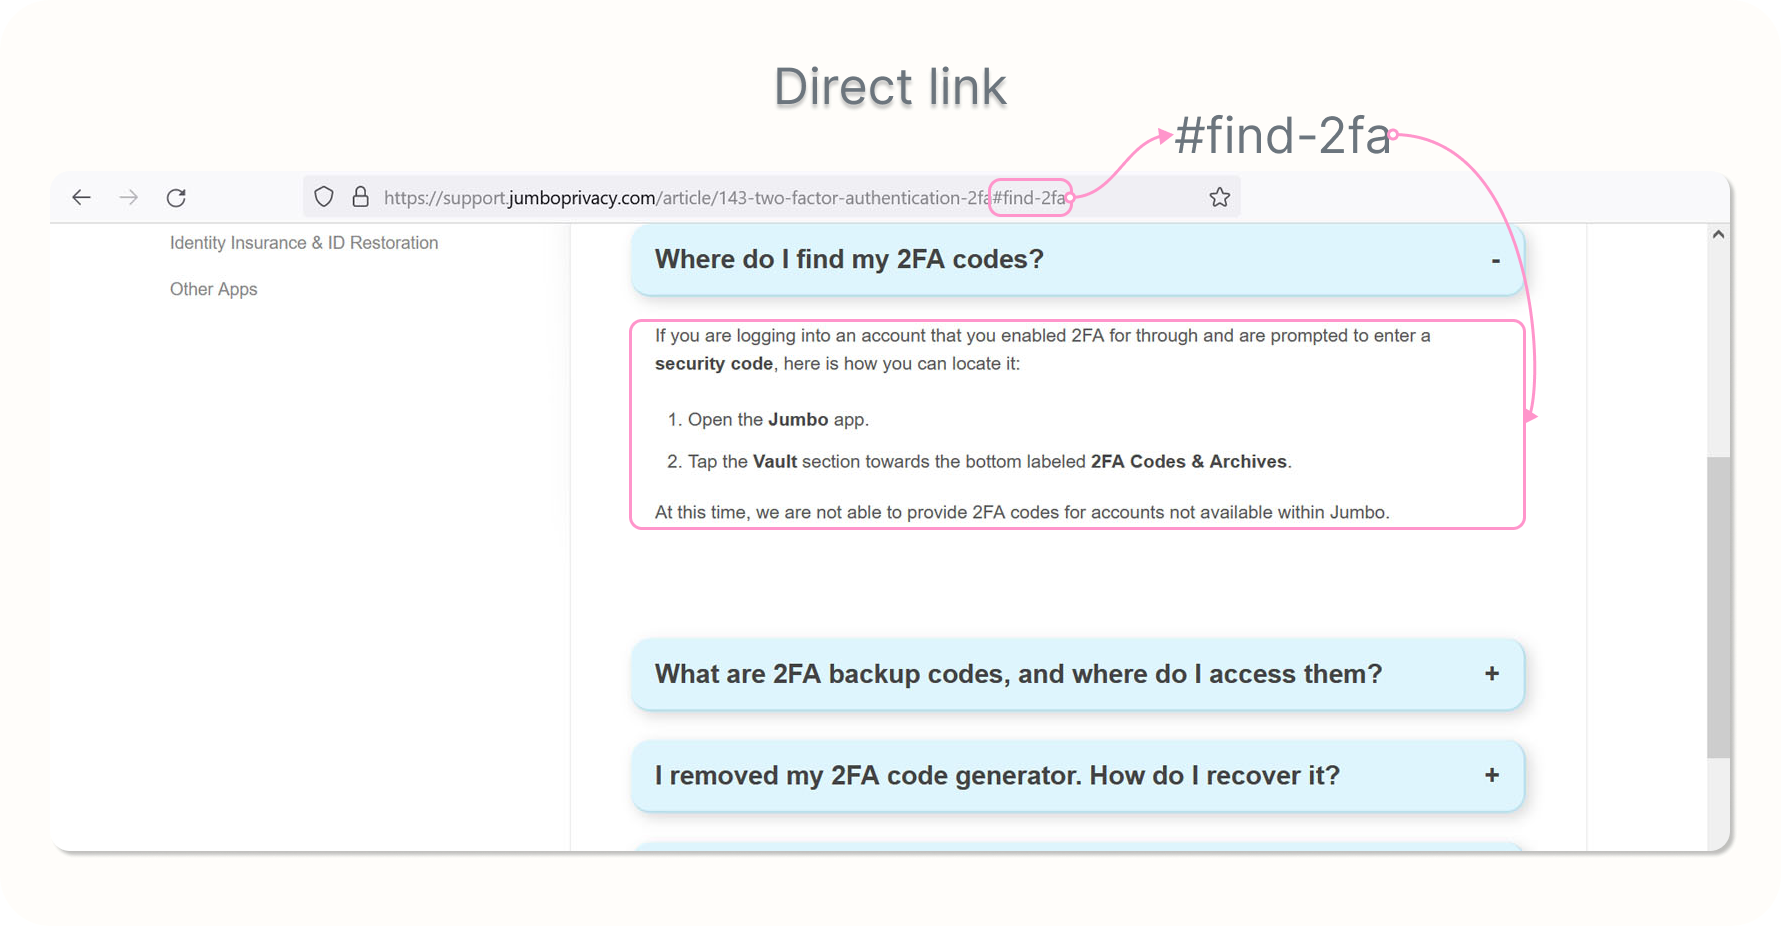 Direct link
#find-2fa
https://support.jumboprivacy.com/article/143-two-factor-authentication-2fa#find-2fa
Identity Insurance & ID Restoration
Other Apps
Where do I find my 2FA codes? -
If you are logging into an account that you enabled 2FA for through and are prompted to enter a
security code, here is how you can locate it:
1. Open the Jumbo app.
2. Tap the Vault section towards the bottom labeled 2FA Codes & Archives.
At this time, we are not able to provide 2FA codes for accounts not available within Jumbo.
What are 2FA backup codes, and where do I access them? +
I removed my 2FA code generator. How do I recover it? +